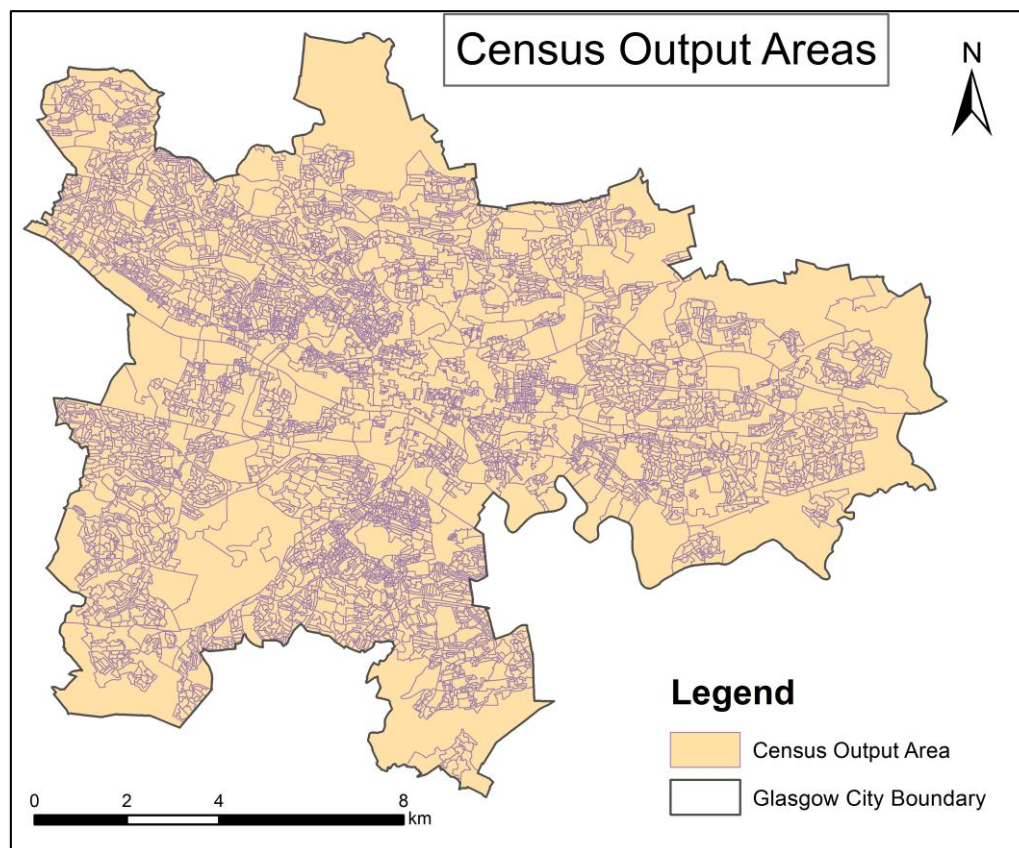 Census Output Areas
N
Legend
Census Output Area
Glasgow City Boundary
0 2 4 8
km